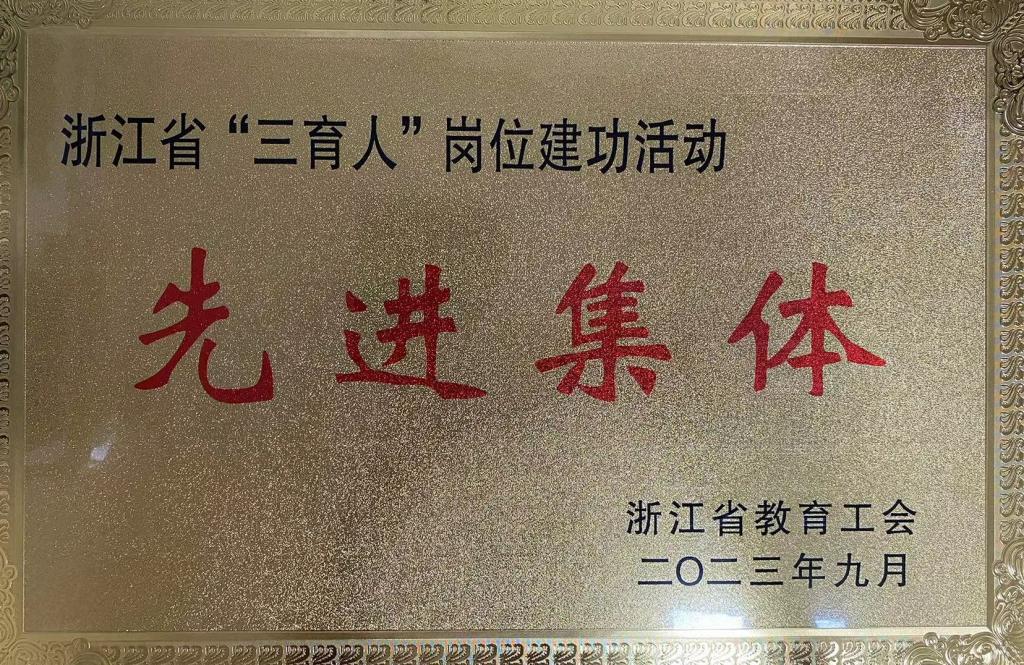 浙江省“三育人”岗位建功活动
先进集体
浙江省教育工会
二〇二三年九月